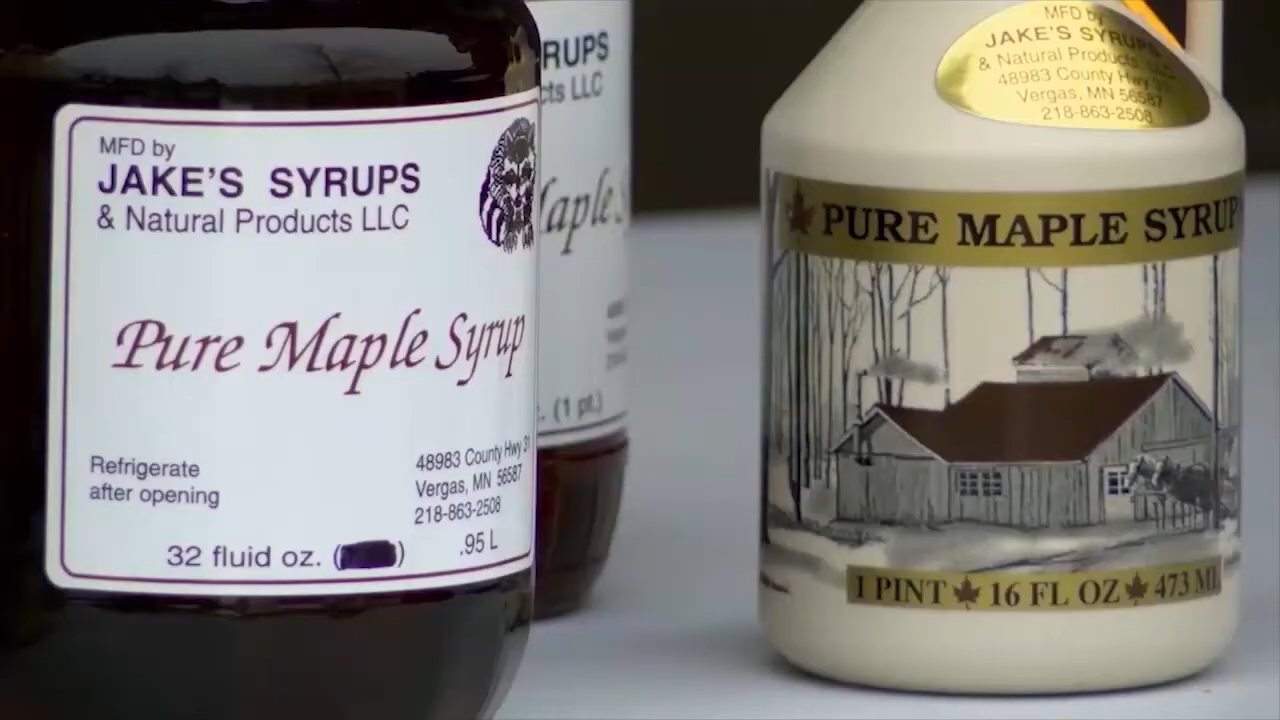 MFD by
JAKE'S SYRUPS
& Natural Products LLC
Pure Maple Syrup
Refrigerate
after opening
48983 County Hwy 31
Vergas, MN 56587
218-863-2508
32 fluid oz. ( ) .95 L
RUPS
cts LLC
Maple S
(1 pt.)
MFD by
JAKE'S SYRUPS
& Natural Products LLC
48983 County Hwy 31
Vergas, MN 56587
218-863-2508
PURE MAPLE SYRUP
1 PINT 16 FL OZ 473 ML